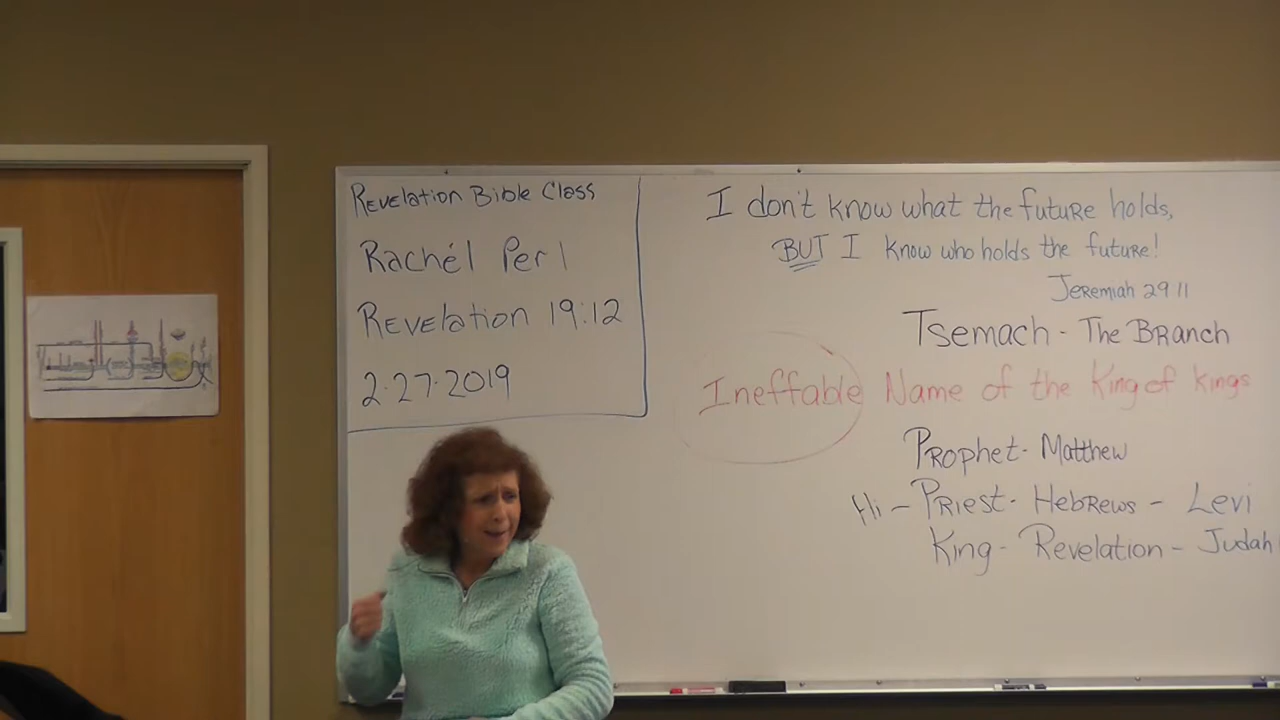 Revelation Bible Class
Rachél Perl
Revelation 19:12
2·27·2019
I don't know what the future holds,
BUT I know who holds the future!
Jeremiah 29 11
Tsemach - The Branch
Ineffable Name of the King of kings
Prophet - Matthew
Hi - Priest - Hebrews - Levi
King - Revelation - Judah